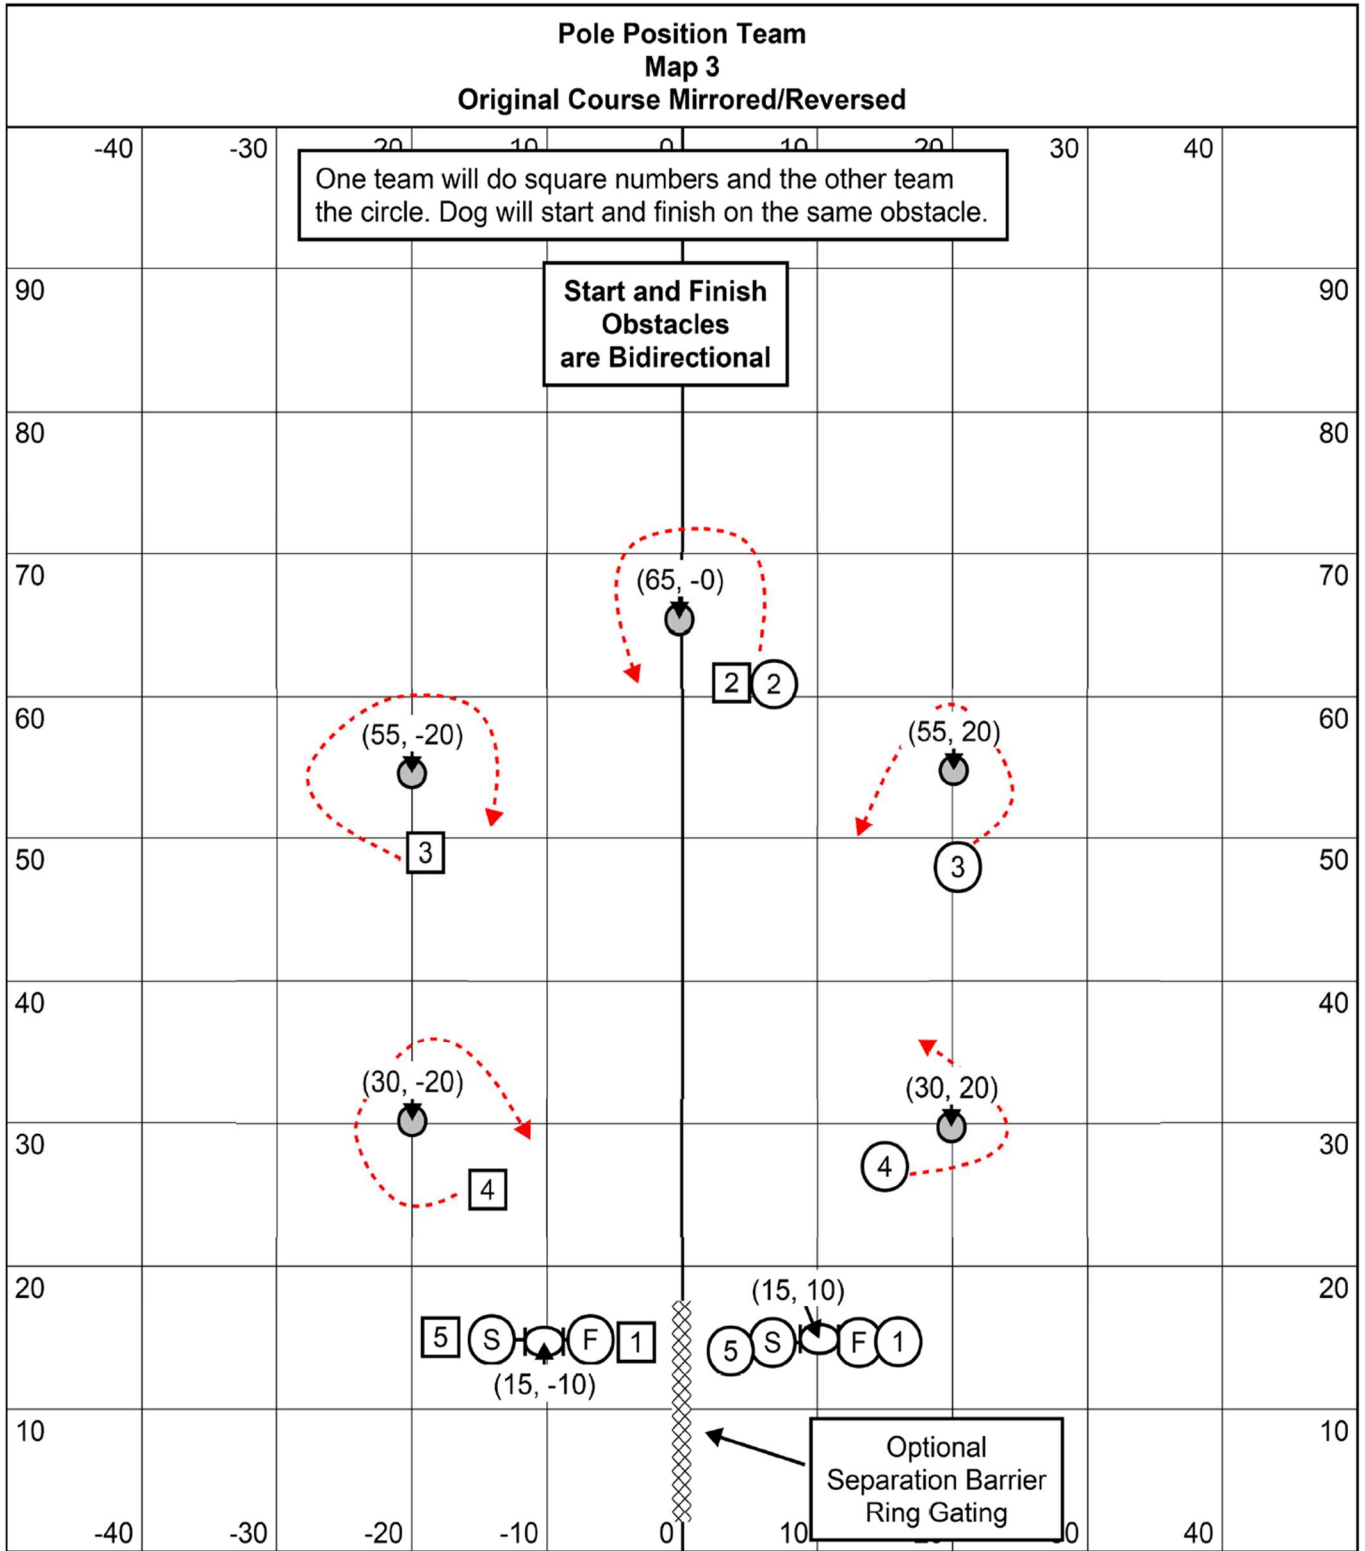 Pole Position Team
Map 3
Original Course Mirrored/Reversed
-40 -30 -20 -10 0 10 20 30 40
One team will do square numbers and the other team
the circle. Dog will start and finish on the same obstacle.
90 90
Start and Finish
Obstacles
are Bidirectional
80 80
70 70
(65, -0)
2 2
60 60
(55, -20) (55, 20)
50 3 50
3
40 40
(30, -20) (30, 20)
30 30
4 4
20 20
(15, 10)
5 S F 1 5 S F 1
(15, -10)
10 10
Optional
Separation Barrier
Ring Gating
-40 -30 -20 -10 0 10 40